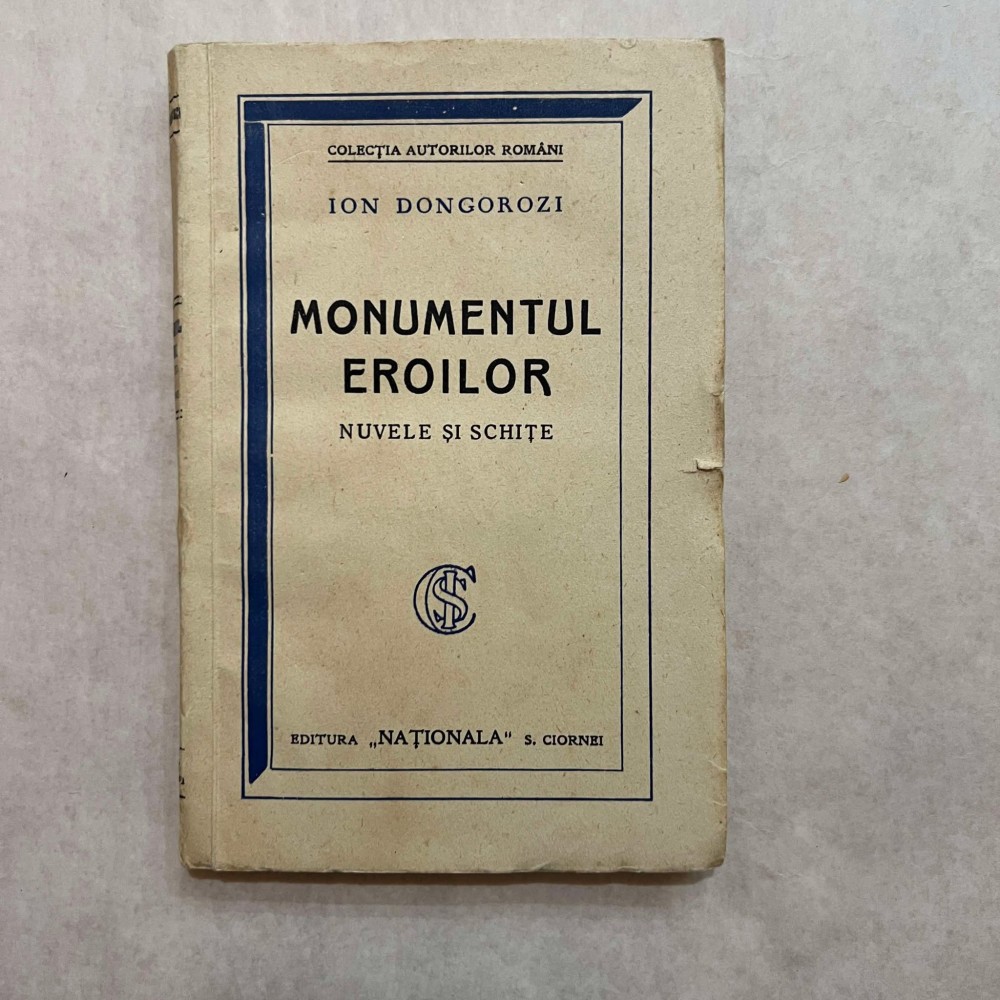 COLECȚIA AUTORILOR ROMÂNI
ION DONGOROZI
MONUMENTUL
EROILOR
NUVELE ȘI SCHIȚE
EDITURA „NAȚIONALA" S. CIORNEI